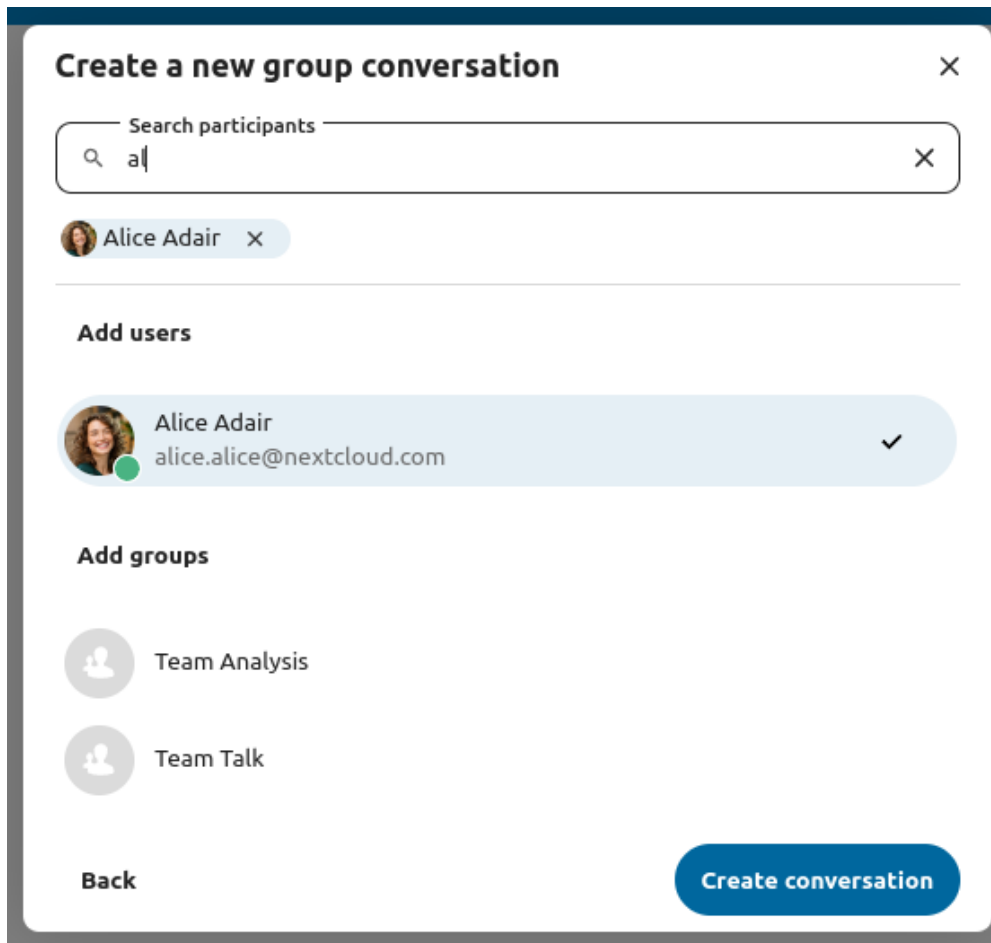 Create a new group conversation
Search participants
al
Alice Adair
Add users
Alice Adair
alice.alice@nextcloud.com
Add groups
Team Analysis
Team Talk
Back
Create conversation